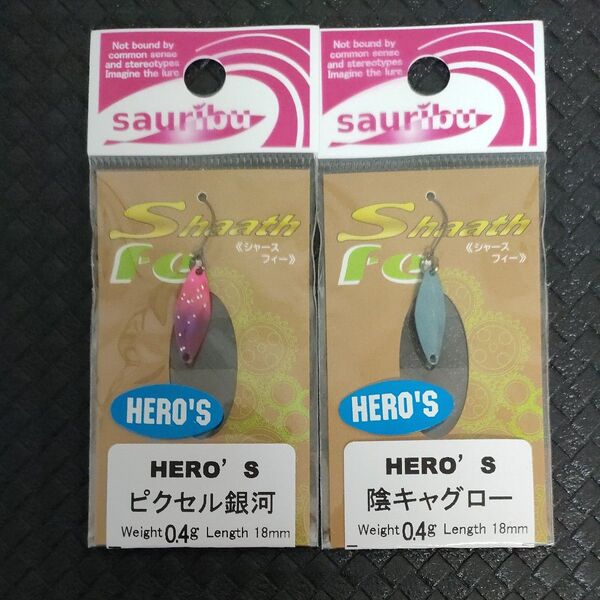 Not bound by
common sense
and stereotypes
Imagine the lure
sauribu
Shaath
Fe
《シャース
フィー》
HERO'S
HERO'S
ピクセル銀河
Weight 0.4g Length 18mm
Not bound by
common sense
and stereotypes
Imagine the lure
sauribu
Shaath
Fe
《シャース
フィー》
HERO'S
HERO'S
陰キャグロー
Weight 0.4g Length 18mm